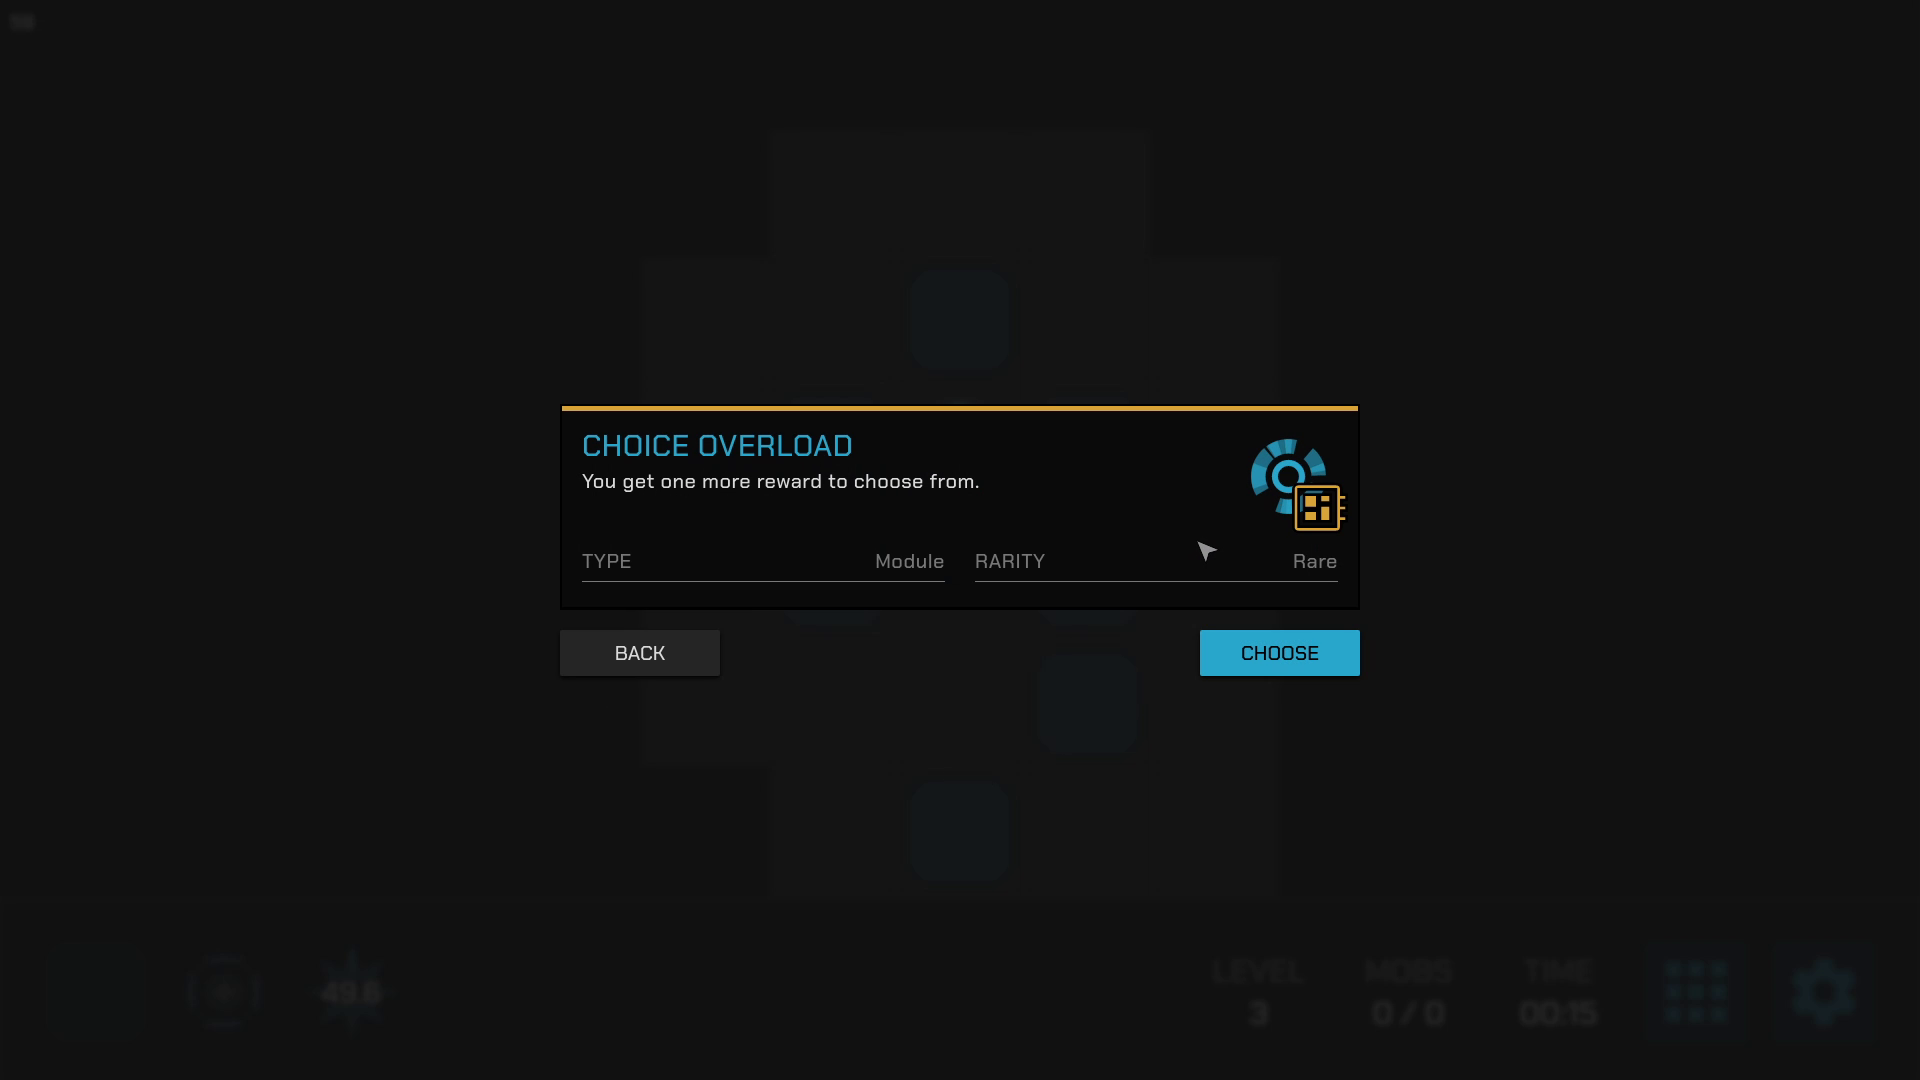 CHOICE OVERLOAD
You get one more reward to choose from.
TYPE Module RARITY Rare
BACK CHOOSE
49.6 LEVEL MOBS TIME
3 0 / 0 00:15